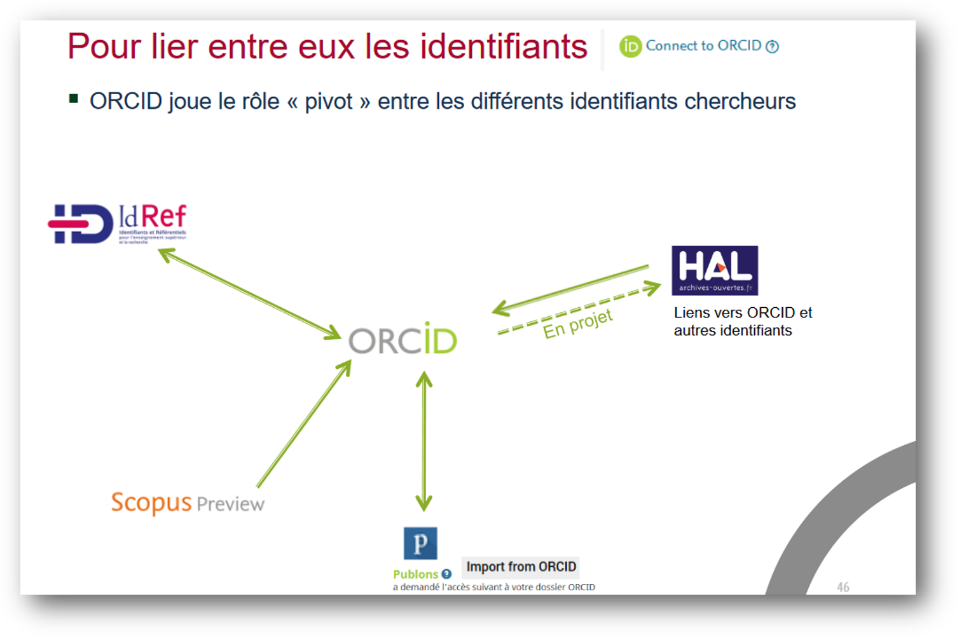 Pour lier entre eux les identifiants
iD Connect to ORCID ?
▪ ORCID joue le rôle « pivot » entre les différents identifiants chercheurs
IdRef
Identifiants et Référentiels
pour l'enseignement supérieur
et la recherche
HAL
archives-ouvertes.fr
Liens vers ORCID et
autres identifiants
En projet
ORCiD
Scopus Preview
P
Publons ?
Import from ORCID
a demandé l'accès suivant à votre dossier ORCID
46